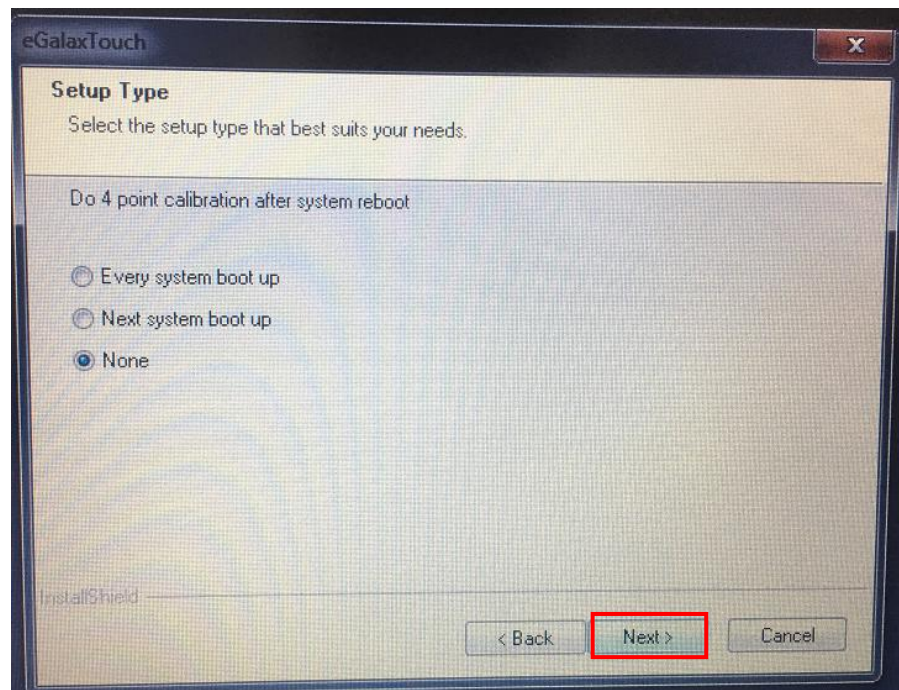 eGalaxTouch
Setup Type
Select the setup type that best suits your needs.
Do 4 point calibration after system reboot
Every system boot up
Next system boot up
None
InstallShield
< Back Next > Cancel